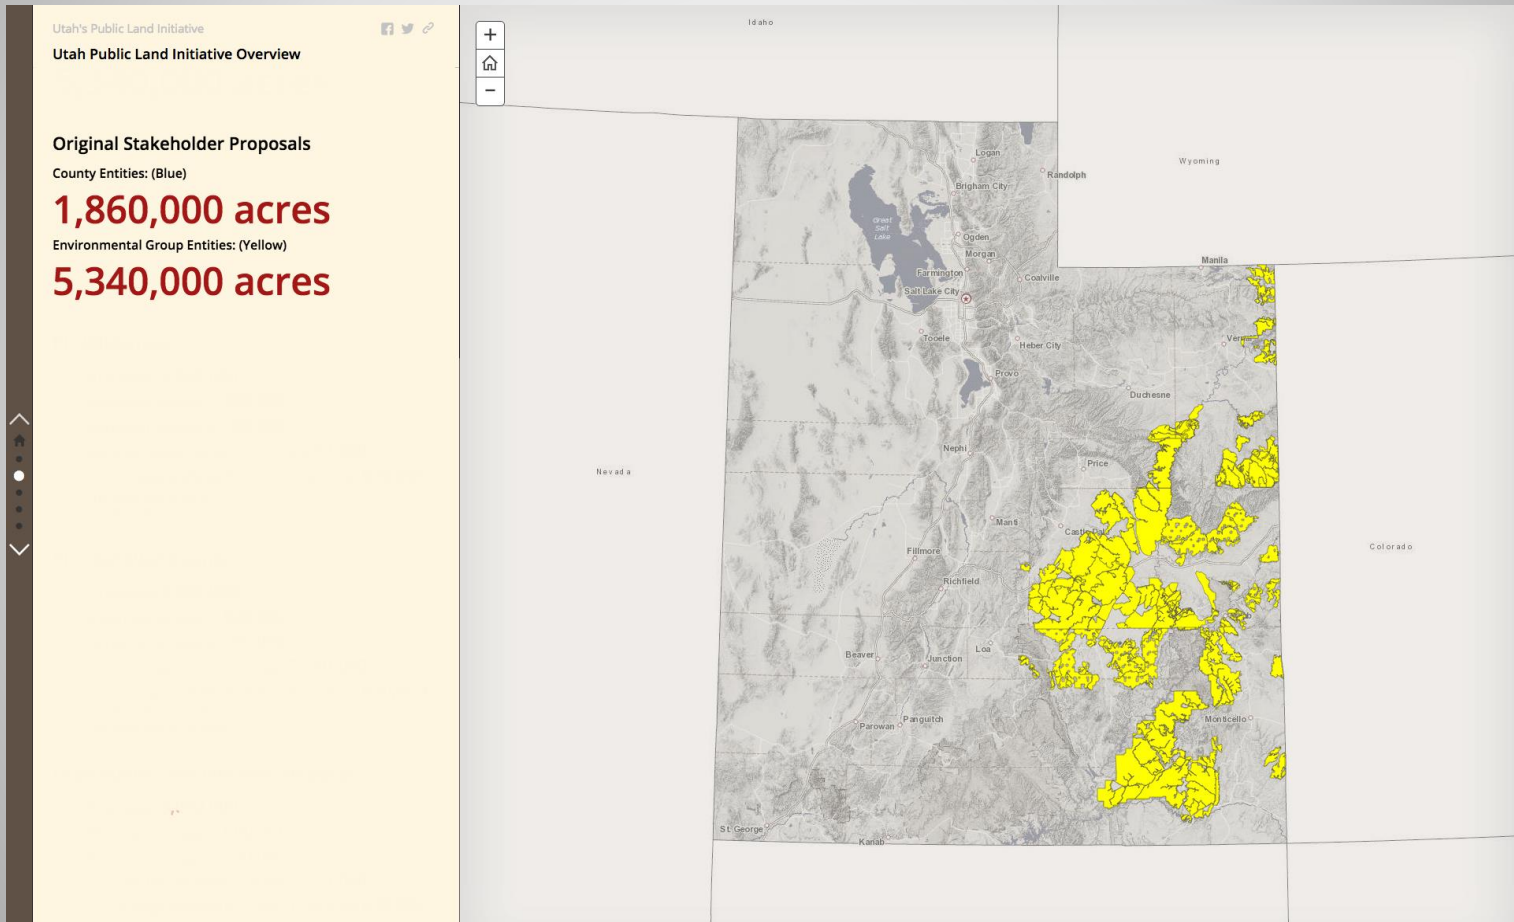 Utah's Public Land Initiative
Utah Public Land Initiative Overview
Original Stakeholder Proposals
County Entities: (Blue)
1,860,000 acres
Environmental Group Entities: (Yellow)
5,340,000 acres
+
−
Idaho
Wyoming
Nevada
Colorado
Logan
Randolph
Brigham City
Great
Salt
Lake
Ogden
Morgan
Manila
Farmington
Coalville
Salt Lake City
Tooele
Heber City
Provo
Duchesne
Nephi
Price
Manti
Fillmore
Richfield
Loa
Beaver
Junction
Parowan
Panguitch
Monticello
St. George
Kanab